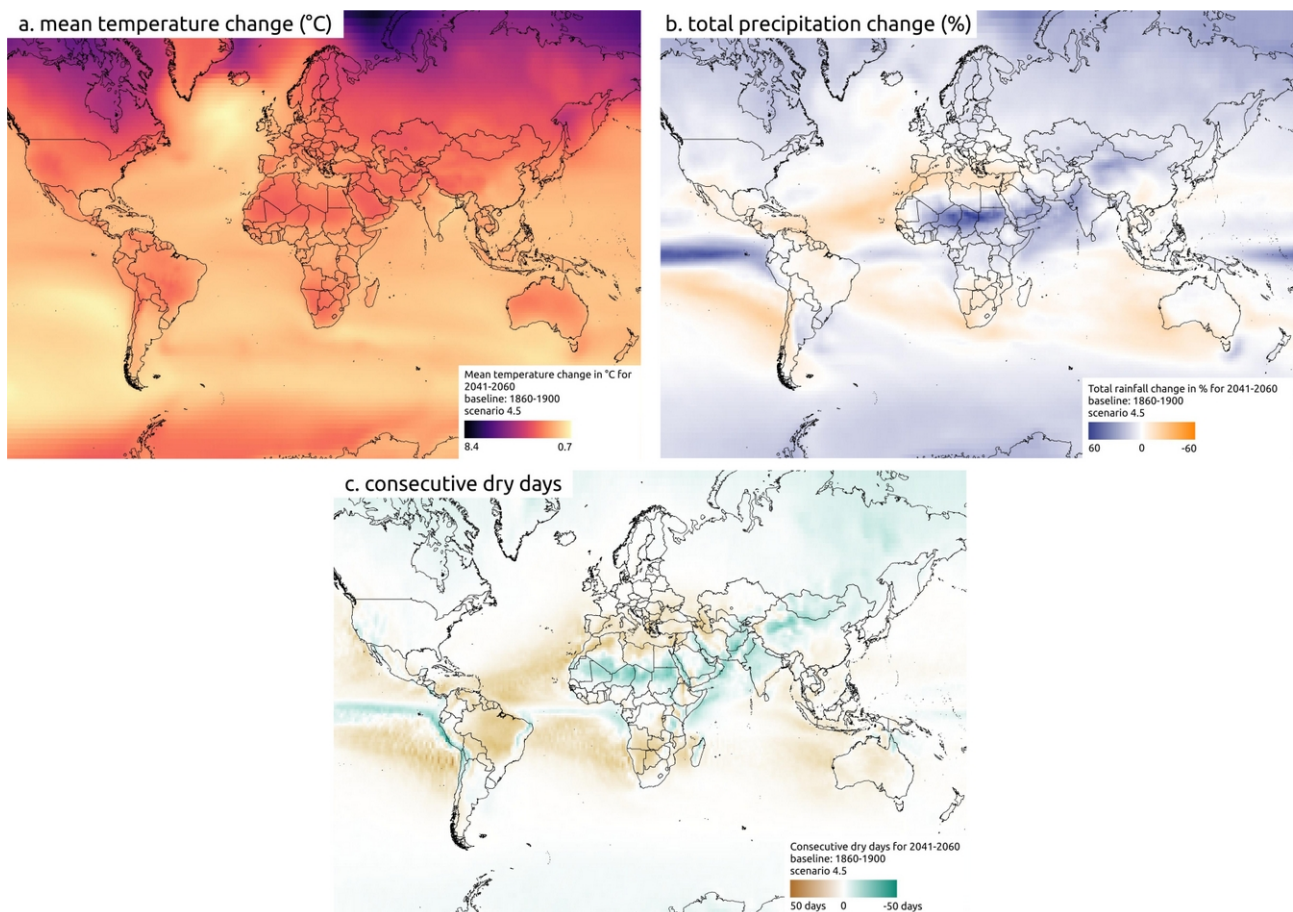 a. mean temperature change (°C)
Mean temperature change in °C for
2041-2060
baseline: 1860-1900
scenario 4.5
8.4 0.7
b. total precipitation change (%)
Total rainfall change in % for 2041-2060
baseline: 1860-1900
scenario 4.5
60 0 -60
c. consecutive dry days
Consecutive dry days for 2041-2060
baseline: 1860-1900
scenario 4.5
50 days 0 -50 days